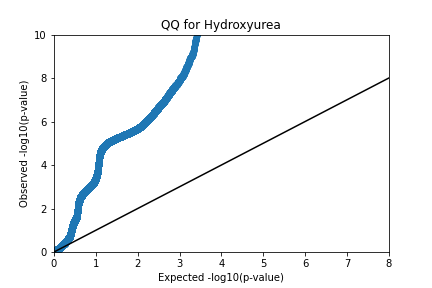 QQ for Hydroxyurea
Observed -log10(p-value)
10
8
6
4
2
0
0 1 2 3 4 5 6 7 8
Expected -log10(p-value)